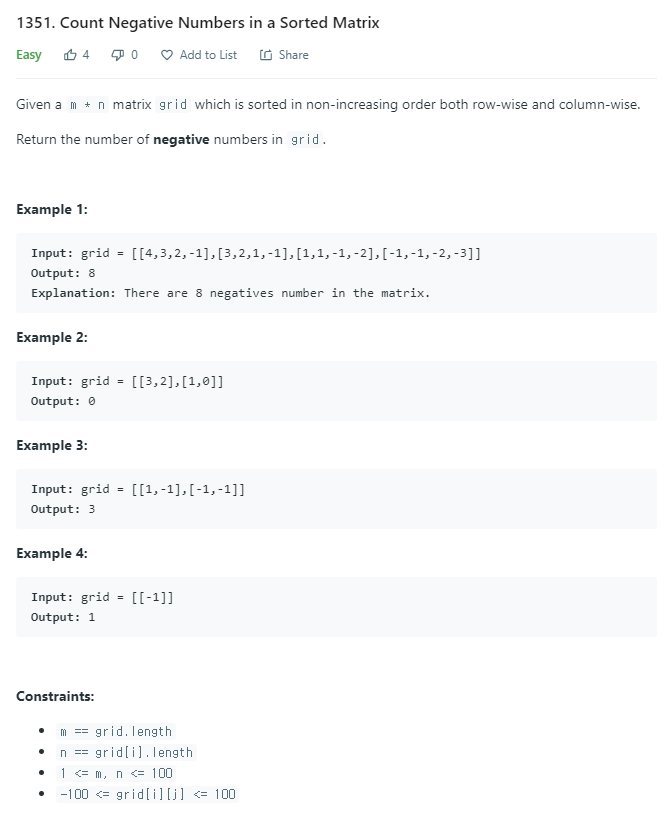 1351. Count Negative Numbers in a Sorted Matrix
Easy 4 0 Add to List Share
Given a m * n matrix grid which is sorted in non-increasing order both row-wise and column-wise.
Return the number of negative numbers in grid.
Example 1:
Input: grid = [[4,3,2,-1],[3,2,1,-1],[1,1,-1,-2],[-1,-1,-2,-3]]
Output: 8
Explanation: There are 8 negatives number in the matrix.
Example 2:
Input: grid = [[3,2],[1,0]]
Output: 0
Example 3:
Input: grid = [[1,-1],[-1,-1]]
Output: 3
Example 4:
Input: grid = [[-1]]
Output: 1
Constraints:
• m == grid.length
• n == grid[i].length
• 1 <= m, n <= 100
• -100 <= grid[i][j] <= 100